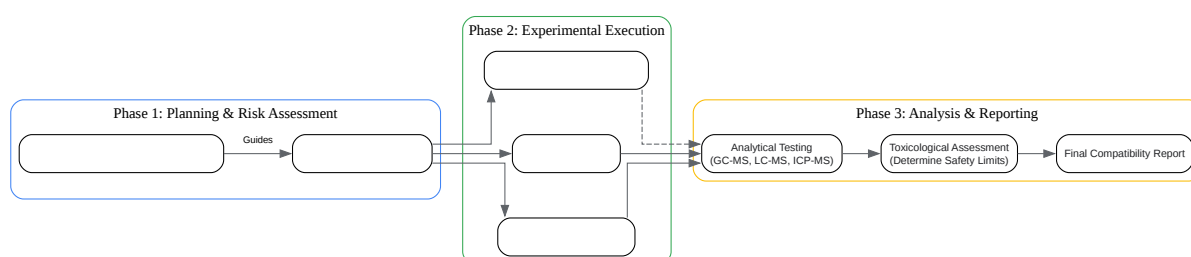 Phase 2: Experimental Execution
Phase 1: Planning & Risk Assessment
Guides
Phase 3: Analysis & Reporting
Analytical Testing
(GC-MS, LC-MS, ICP-MS)
Toxicological Assessment
(Determine Safety Limits)
Final Compatibility Report